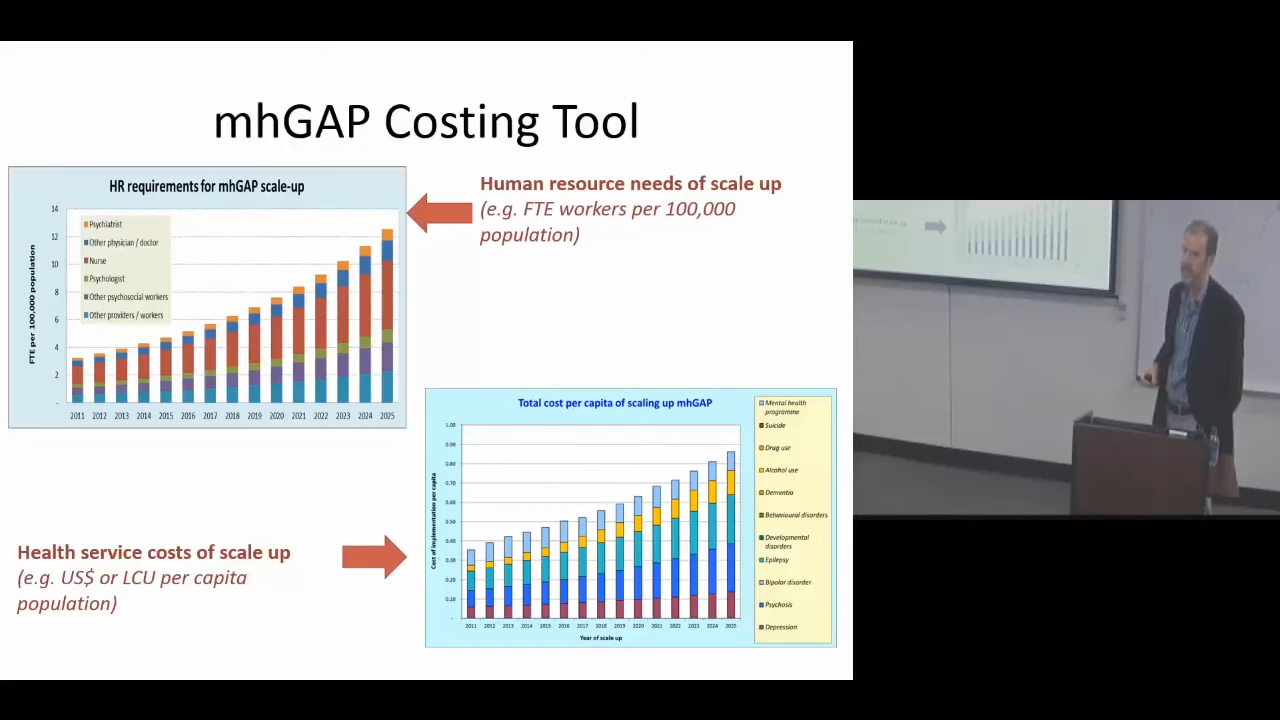 mhGAP Costing Tool
HR requirements for mhGAP scale-up
FTE per 100,000 population
14
12
10
8
6
4
2
-
Psychiatrist
Other physician / doctor
Nurse
Psychologist
Other psychosocial workers
Other providers / workers
2011 2012 2013 2014 2015 2016 2017 2018 2019 2020 2021 2022 2023 2024 2025
Human resource needs of scale up
(e.g. FTE workers per 100,000
population)
Health service costs of scale up
(e.g. US$ or LCU per capita
population)
Total cost per capita of scaling up mhGAP
Cost of implementation per capita
1.00
0.90
0.80
0.70
0.60
0.50
0.40
0.30
0.20
0.10
-
2011 2012 2013 2014 2015 2016 2017 2018 2019 2020 2021 2022 2023 2024 2025
Year of scale up
Mental health
programme
Suicide
Drug use
Alcohol use
Dementia
Behavioural disorders
Developmental
disorders
Epilepsy
Bipolar disorder
Psychosis
Depression